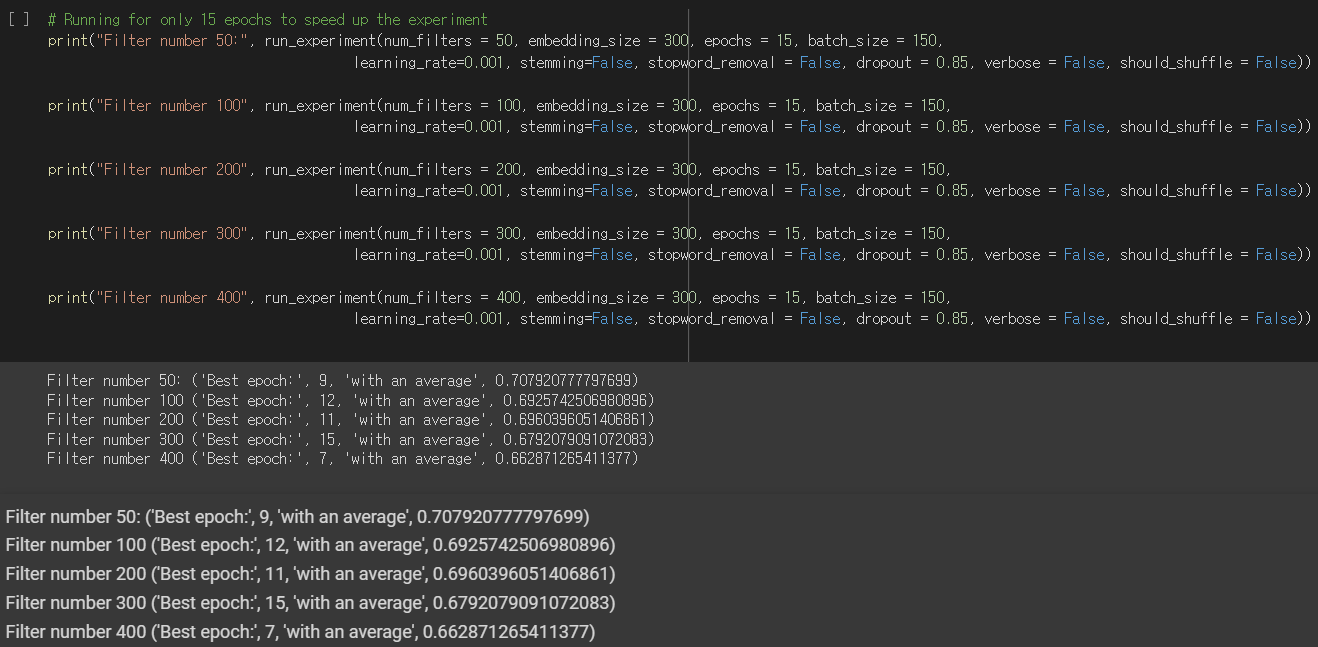 [ ] # Running for only 15 epochs to speed up the experiment
print("Filter number 50:", run_experiment(num_filters = 50, embedding_size = 300, epochs = 15, batch_size = 150,
learning_rate=0.001, stemming=False, stopword_removal = False, dropout = 0.85, verbose = False, should_shuffle = False))
print("Filter number 100", run_experiment(num_filters = 100, embedding_size = 300, epochs = 15, batch_size = 150,
learning_rate=0.001, stemming=False, stopword_removal = False, dropout = 0.85, verbose = False, should_shuffle = False))
print("Filter number 200", run_experiment(num_filters = 200, embedding_size = 300, epochs = 15, batch_size = 150,
learning_rate=0.001, stemming=False, stopword_removal = False, dropout = 0.85, verbose = False, should_shuffle = False))
print("Filter number 300", run_experiment(num_filters = 300, embedding_size = 300, epochs = 15, batch_size = 150,
learning_rate=0.001, stemming=False, stopword_removal = False, dropout = 0.85, verbose = False, should_shuffle = False))
print("Filter number 400", run_experiment(num_filters = 400, embedding_size = 300, epochs = 15, batch_size = 150,
learning_rate=0.001, stemming=False, stopword_removal = False, dropout = 0.85, verbose = False, should_shuffle = False))
Filter number 50: ('Best epoch:', 9, 'with an average', 0.707920777797699)
Filter number 100 ('Best epoch:', 12, 'with an average', 0.6925742506980896)
Filter number 200 ('Best epoch:', 11, 'with an average', 0.6960396051406861)
Filter number 300 ('Best epoch:', 15, 'with an average', 0.6792079091072083)
Filter number 400 ('Best epoch:', 7, 'with an average', 0.662871265411377)
Filter number 50: ('Best epoch:', 9, 'with an average', 0.707920777797699)
Filter number 100 ('Best epoch:', 12, 'with an average', 0.6925742506980896)
Filter number 200 ('Best epoch:', 11, 'with an average', 0.6960396051406861)
Filter number 300 ('Best epoch:', 15, 'with an average', 0.6792079091072083)
Filter number 400 ('Best epoch:', 7, 'with an average', 0.662871265411377)